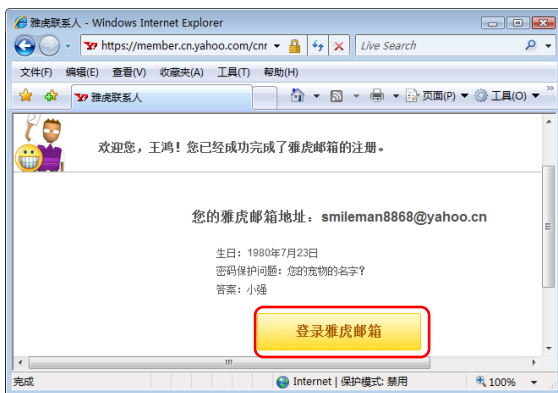 雅虎联系人 - Windows Internet Explorer
https://member.cn.yahoo.com/cnr
Live Search
文件(F) 编辑(E) 查看(V) 收藏夹(A) 工具(T) 帮助(H)
雅虎联系人
页面(P) 工具(O)
欢迎您，王鸿！您已经成功完成了雅虎邮箱的注册。
您的雅虎邮箱地址：smileman8868@yahoo.cn
生日：1980年7月23日
密码保护问题：您的宠物的名字？
答案：小强
登录雅虎邮箱
完成 Internet | 保护模式: 禁用 100%